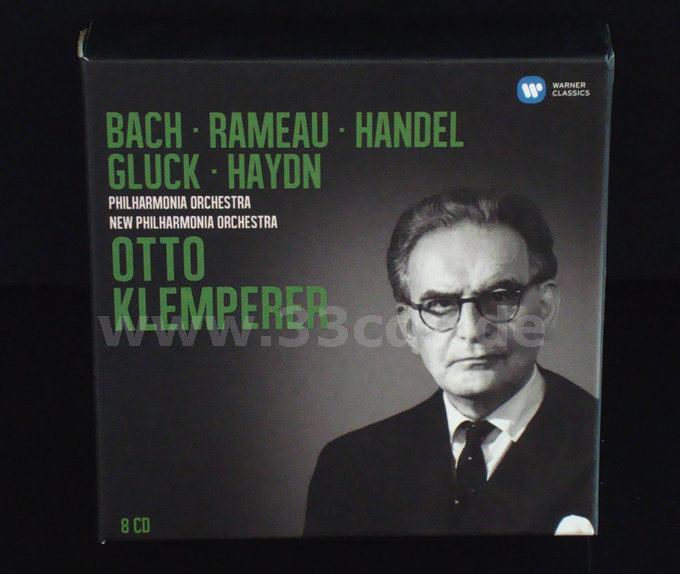 WARNER
CLASSICS
BACH · RAMEAU · HANDEL
GLUCK · HAYDN
PHILHARMONIA ORCHESTRA
NEW PHILHARMONIA ORCHESTRA
OTTO
KLEMPERER
8 CD